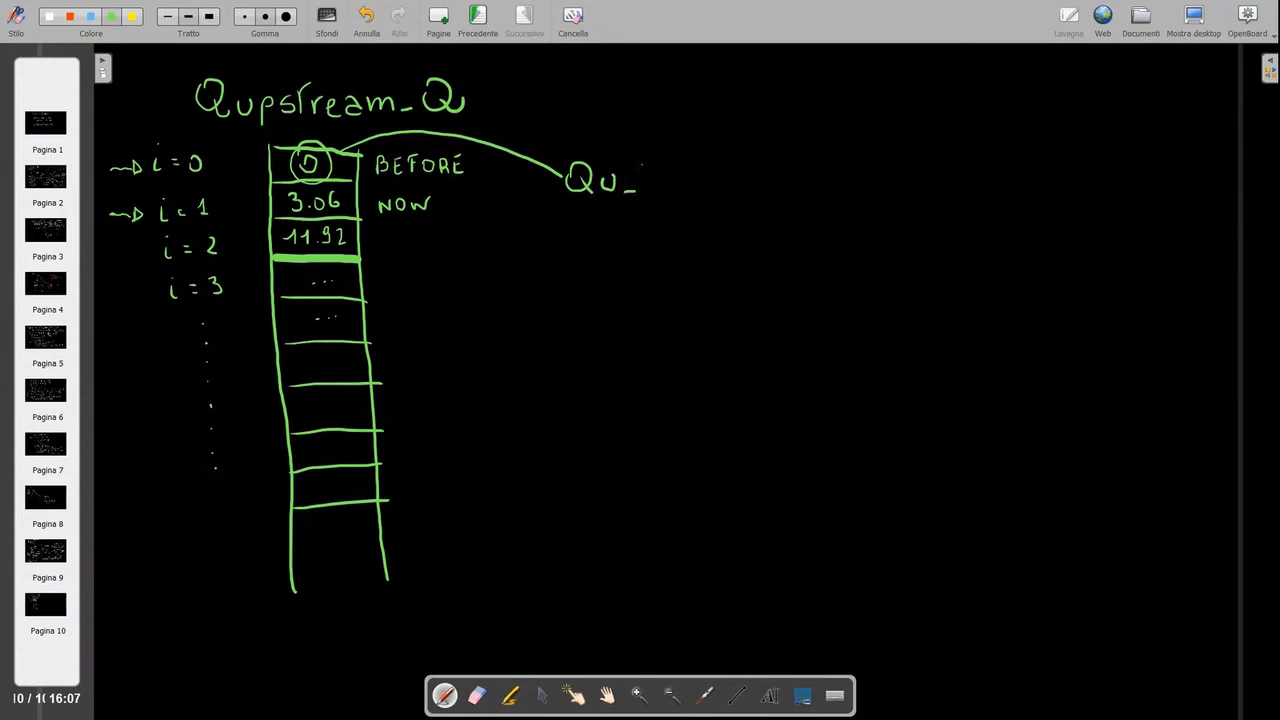 Stilo Colore Tratto Gomma Sfondi Annulla Rifai Pagine Precedente Successivo Cancella Lavagna Web Documenti Mostra desktop OpenBoard
Qupstream_Q
→ i = 0 0 BEFORE
Qu_
→ i = 1 3.06 NOW
i = 2 11.92
i = 3 ...
...
Pagina 1
Pagina 2
Pagina 3
Pagina 4
Pagina 5
Pagina 6
Pagina 7
Pagina 8
Pagina 9
Pagina 10
16:07